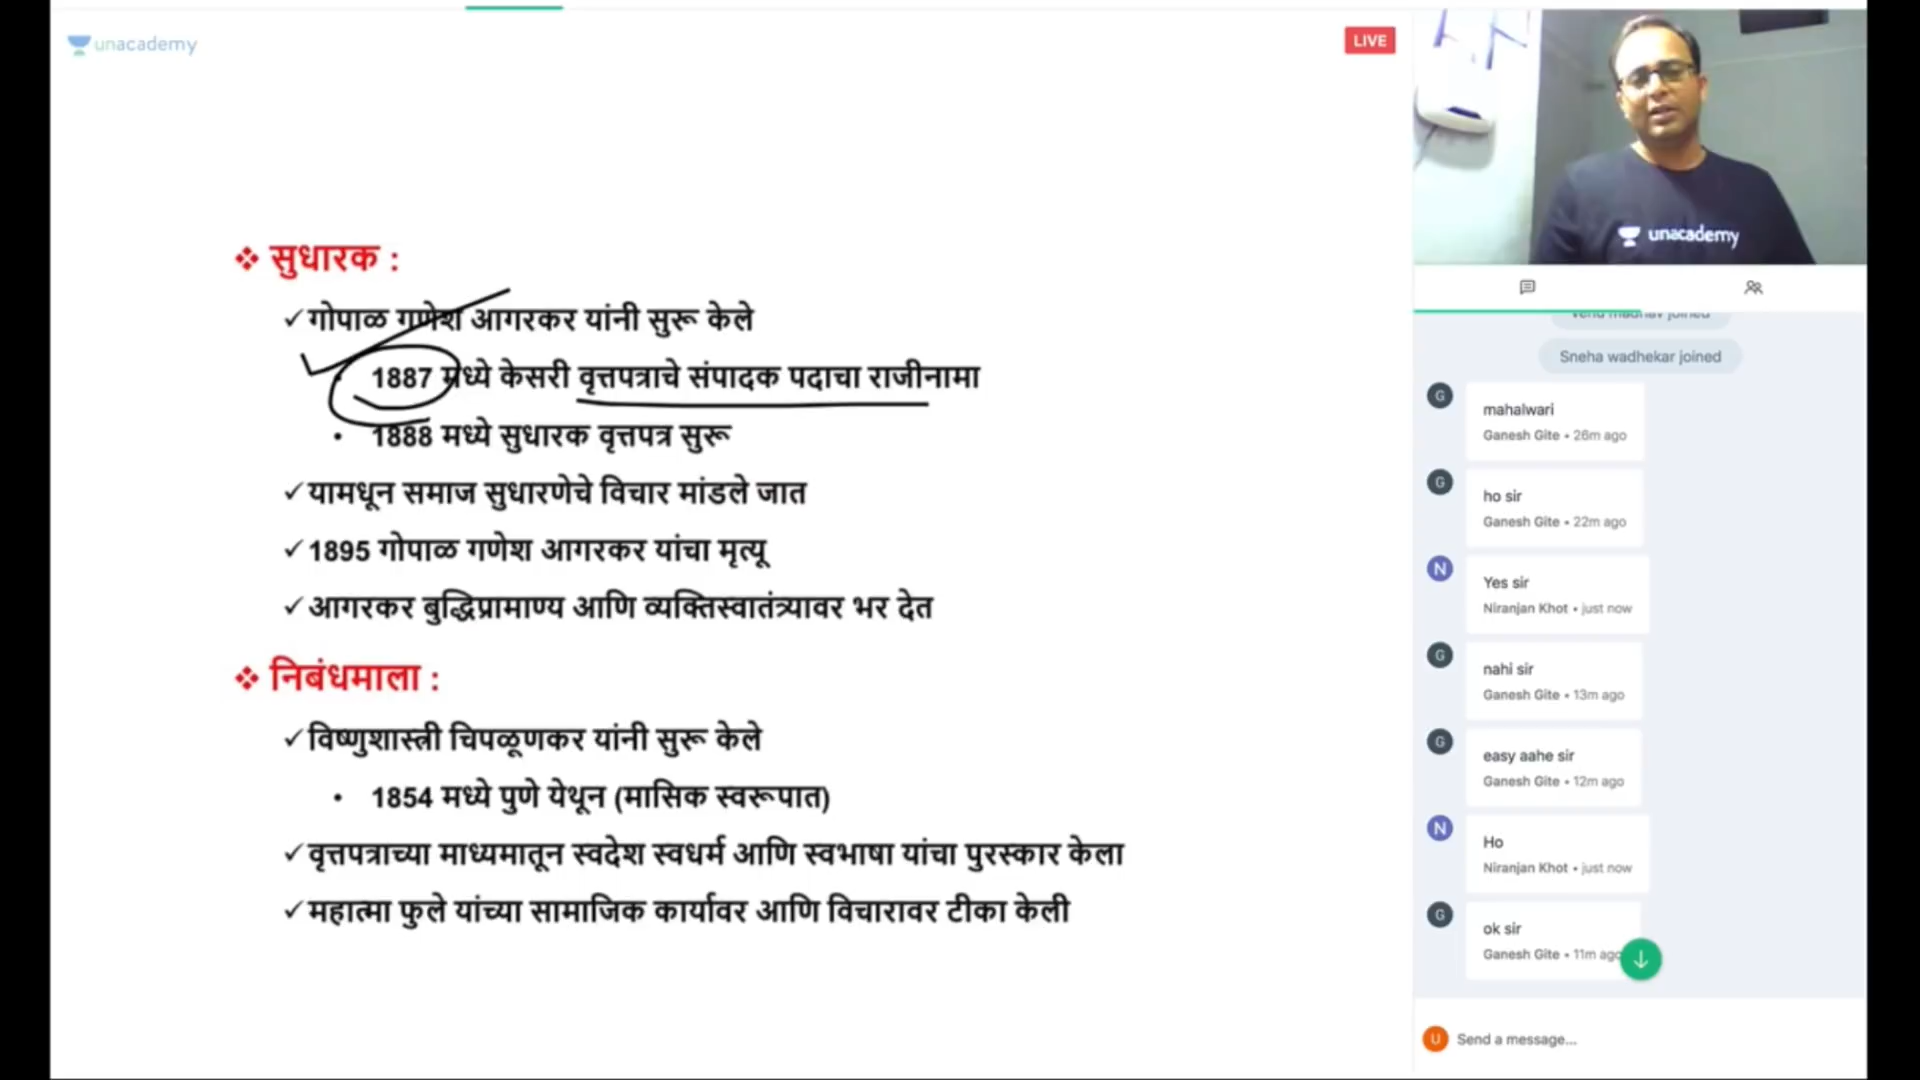 unacademy
LIVE
सुधारक :
गोपाळ गणेश आगरकर यांनी सुरू केले
1887 मध्ये केसरी वृत्तपत्राचे संपादक पदाचा राजीनामा
1888 मध्ये सुधारक वृत्तपत्र सुरू
यामधून समाज सुधारणेचे विचार मांडले जात
1895 गोपाळ गणेश आगरकर यांचा मृत्यू
आगरकर बुद्धिप्रामाण्य आणि व्यक्तिस्वातंत्र्यावर भर देत
निबंधमाला :
विष्णुशास्त्री चिपळूणकर यांनी सुरू केले
1854 मध्ये पुणे येथून (मासिक स्वरूपात)
वृत्तपत्राच्या माध्यमातून स्वदेश स्वधर्म आणि स्वभाषा यांचा पुरस्कार केला
महात्मा फुले यांच्या सामाजिक कार्यावर आणि विचारावर टीका केली
unacademy
joined
Sneha wadhekar joined
G
mahalwari
Ganesh Gite • 26m ago
G
ho sir
Ganesh Gite • 22m ago
N
Yes sir
Niranjan Khot • just now
G
nahi sir
Ganesh Gite • 13m ago
G
easy aahe sir
Ganesh Gite • 12m ago
N
Ho
Niranjan Khot • just now
G
ok sir
Ganesh Gite • 11m ago
U
Send a message...